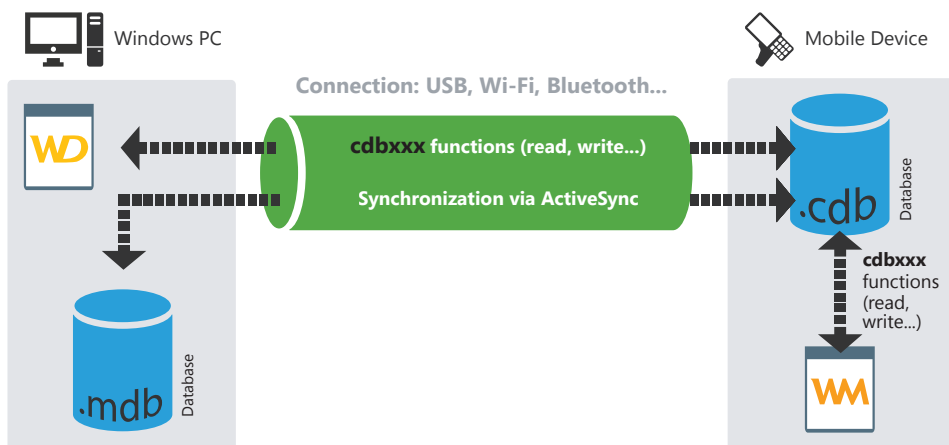 Windows PC
Mobile Device
Connection: USB, Wi-Fi, Bluetooth...
WD
cdbxxx functions (read, write...)
Synchronization via ActiveSync
.cdb
Database
cdbxxx
functions
(read,
write...)
.mdb
Database
WM